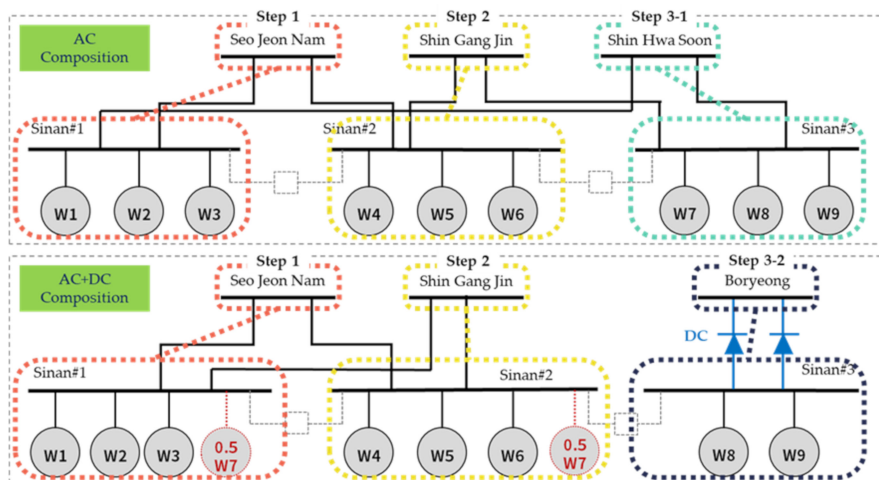 AC
Composition
Step 1
Seo Jeon Nam
Step 2
Shin Gang Jin
Step 3-1
Shin Hwa Soon
Sinan#1
Sinan#2
Sinan#3
W1
W2
W3
W4
W5
W6
W7
W8
W9
AC+DC
Composition
Step 1
Seo Jeon Nam
Step 2
Shin Gang Jin
Step 3-2
Boryeong
DC
Sinan#1
Sinan#2
Sinan#3
W1
W2
W3
0.5
W7
W4
W5
W6
0.5
W7
W8
W9